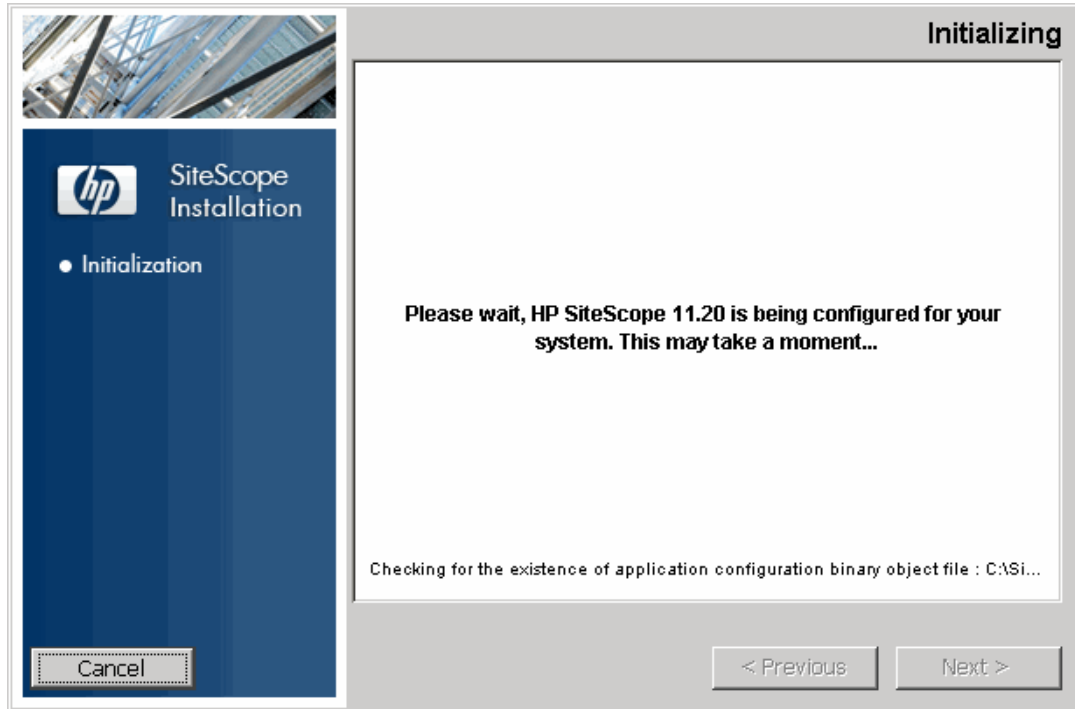 Initializing
hp
SiteScope
Installation
Initialization
Please wait, HP SiteScope 11.20 is being configured for your
system. This may take a moment...
Checking for the existence of application configuration binary object file : C:\Si...
Cancel
< Previous
Next >